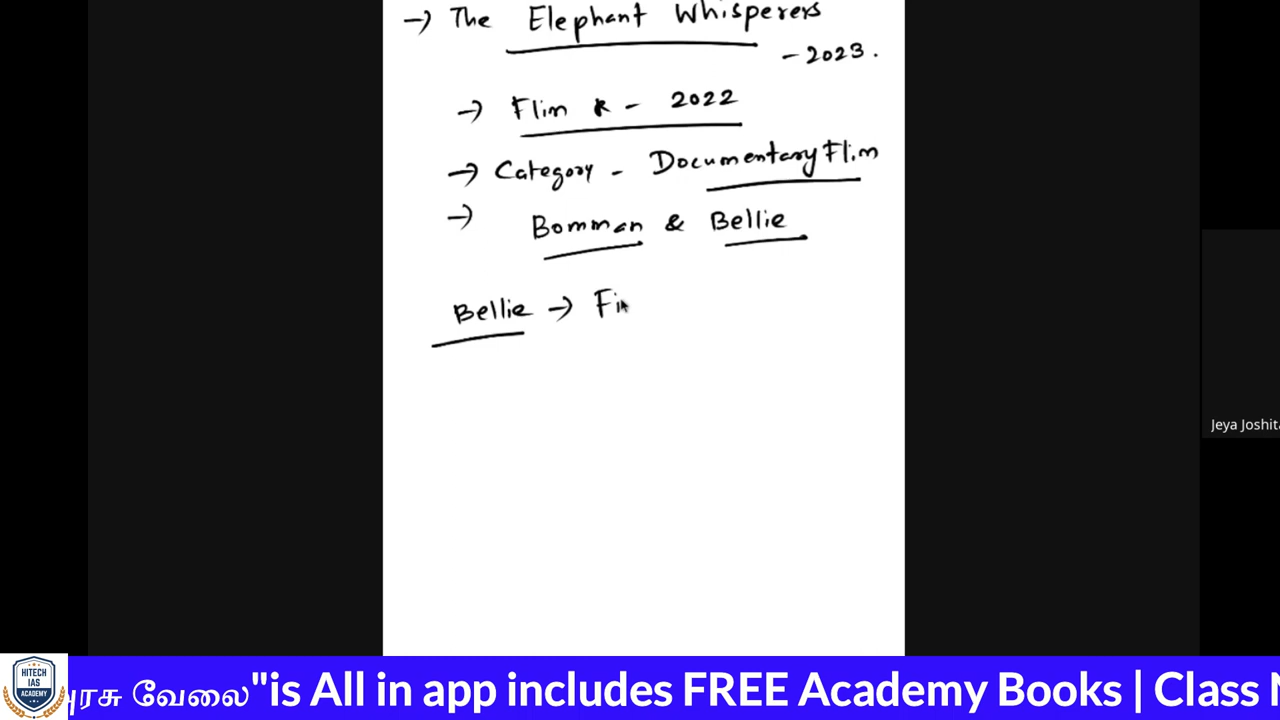 → The Elephant Whisperers
- 2023.
→ Flim - 2022
→ Category - Documentary Flim
→ Bomman & Bellie
Bellie → Fi
Jeya Joshita
HITECH
IAS
ACADEMY
ரசு வேலை"is All in app includes FREE Academy Books | Class N